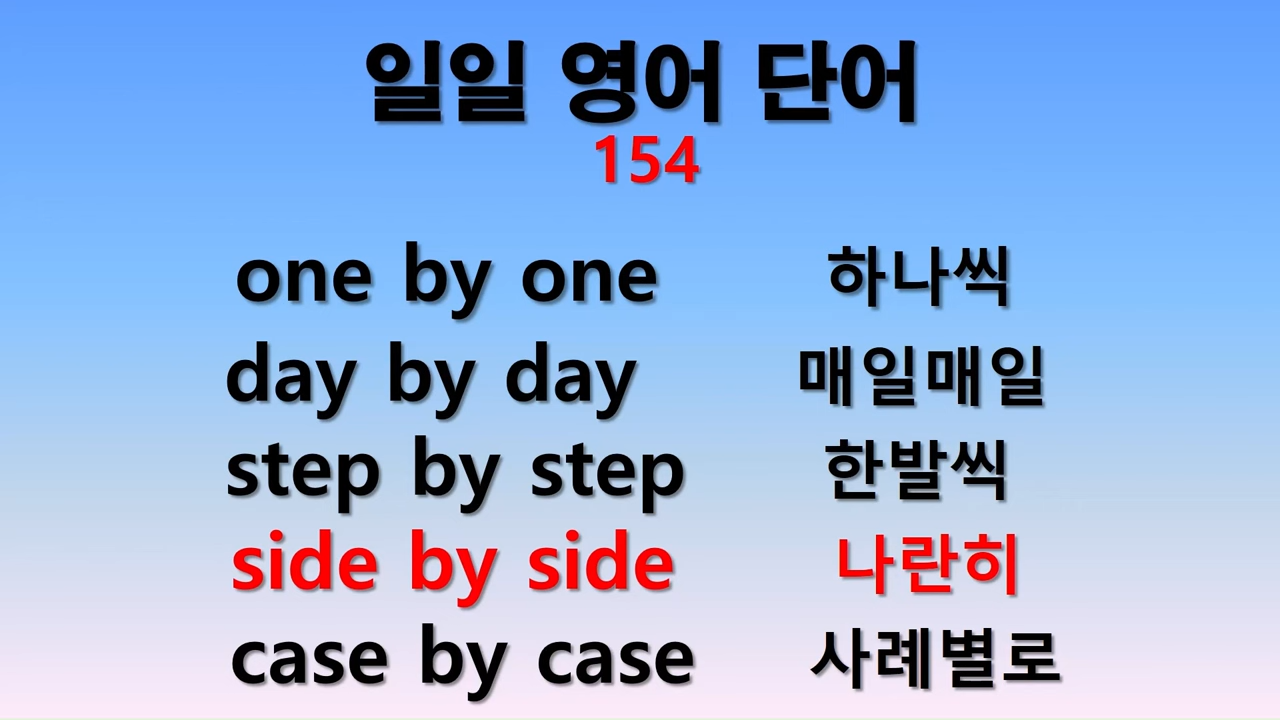 일일 영어 단어
154
one by one 하나씩
day by day 매일매일
step by step 한발씩
side by side 나란히
case by case 사례별로